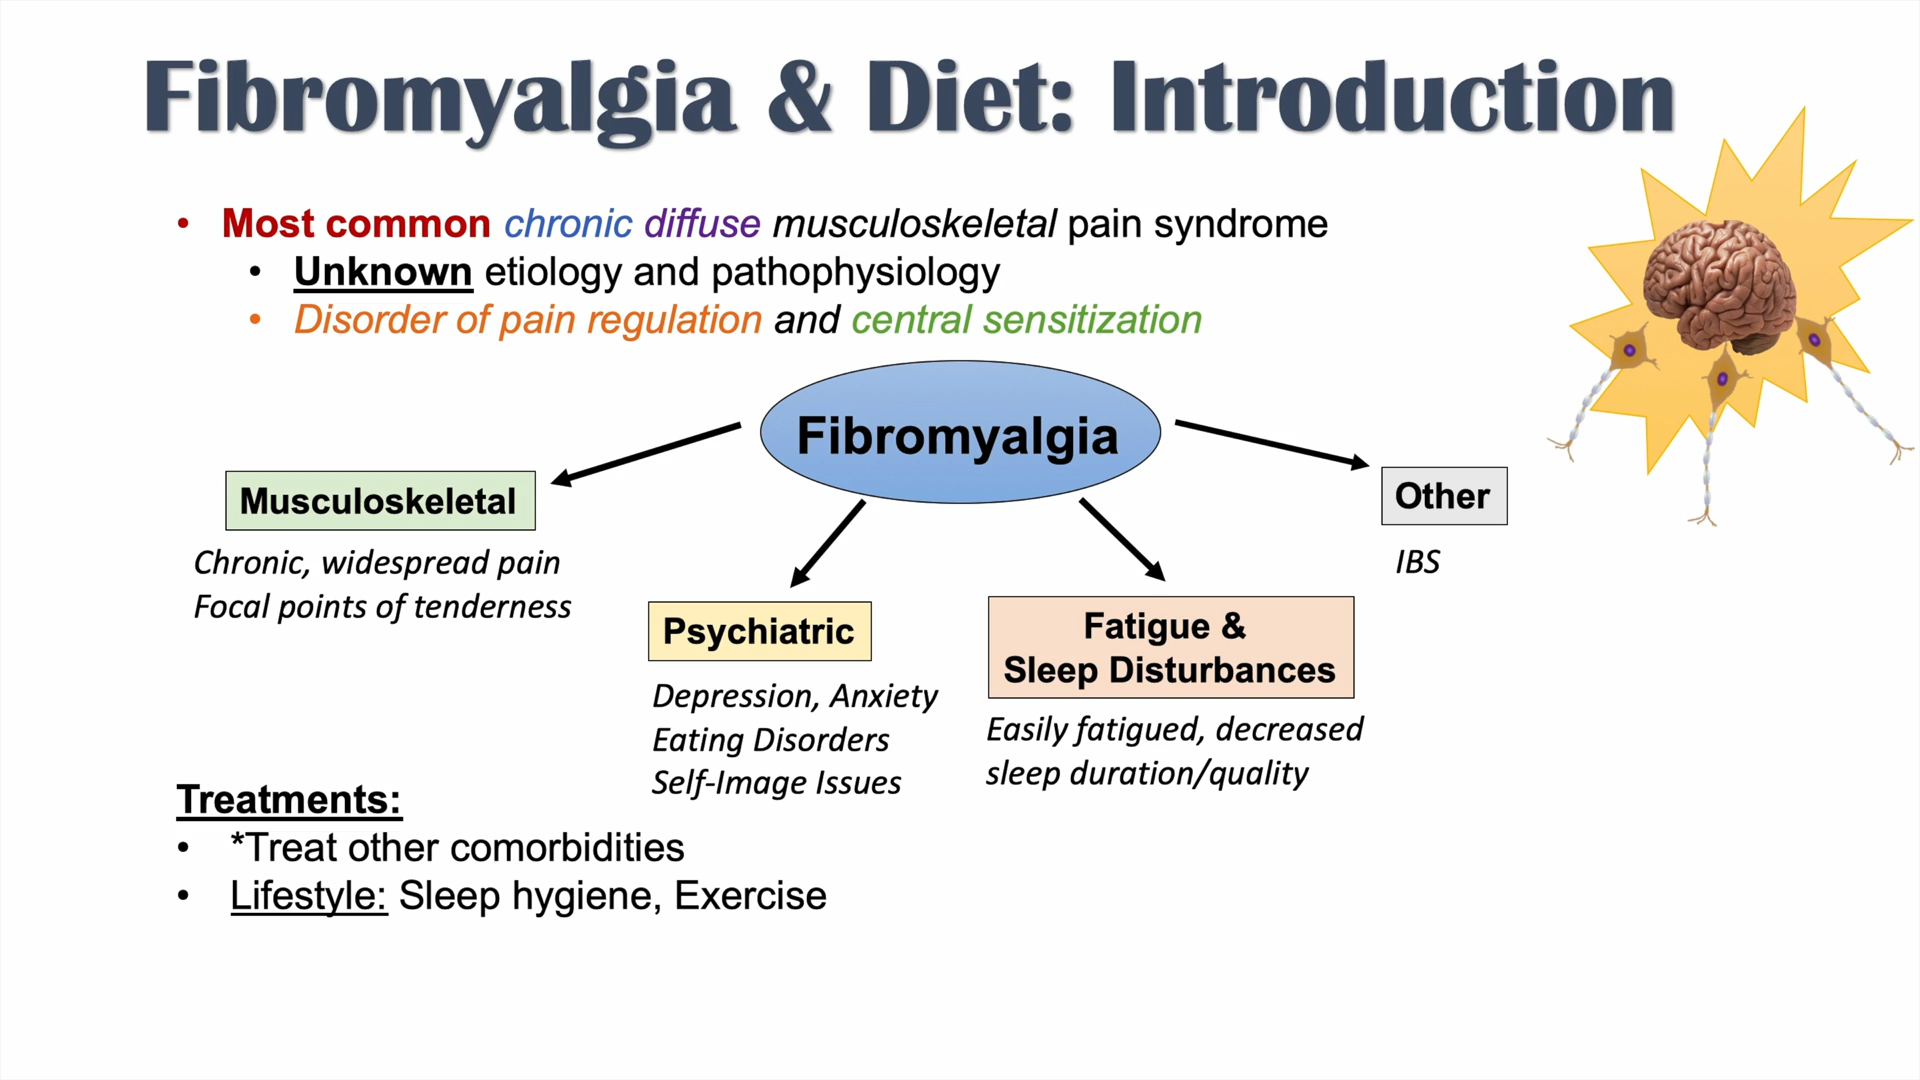 Fibromyalgia & Diet: Introduction
• Most common chronic diffuse musculoskeletal pain syndrome
• Unknown etiology and pathophysiology
• Disorder of pain regulation and central sensitization
Fibromyalgia
Musculoskeletal
Chronic, widespread pain
Focal points of tenderness
Psychiatric
Depression, Anxiety
Eating Disorders
Self-Image Issues
Fatigue &
Sleep Disturbances
Easily fatigued, decreased
sleep duration/quality
Other
IBS
Treatments:
• *Treat other comorbidities
• Lifestyle: Sleep hygiene, Exercise